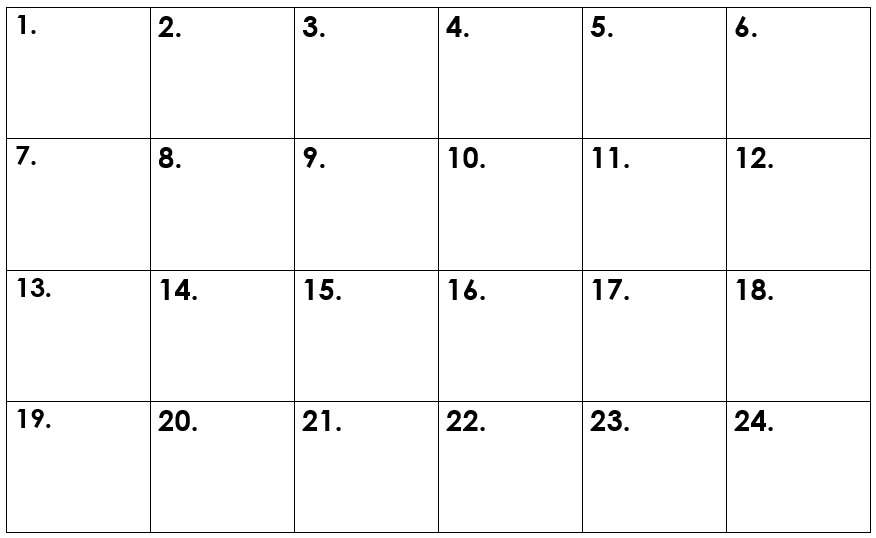 1. 2. 3. 4. 5. 6.
7. 8. 9. 10. 11. 12.
13. 14. 15. 16. 17. 18.
19. 20. 21. 22. 23. 24.